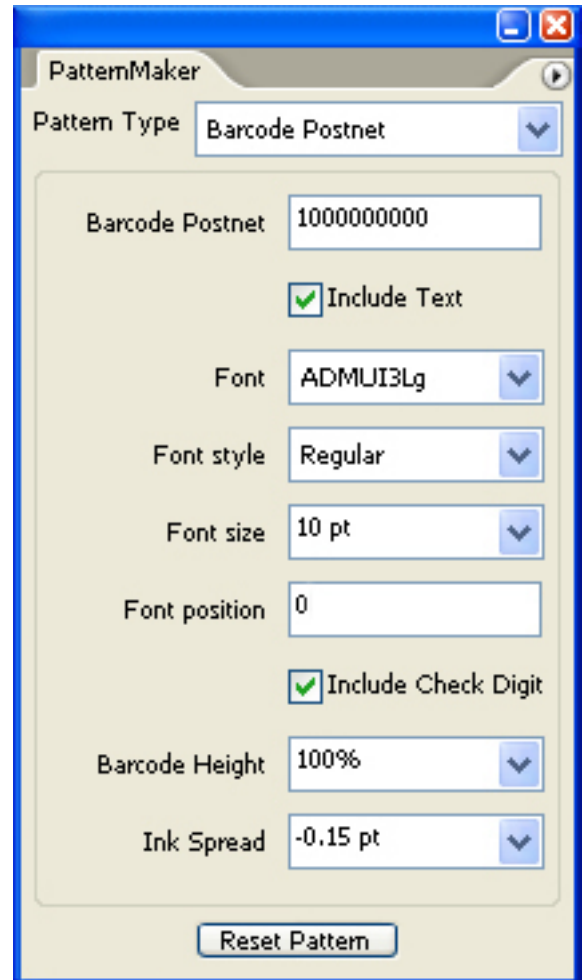 PatternMaker
Pattern Type Barcode Postnet
Barcode Postnet 1000000000
Include Text
Font ADMUI3Lg
Font style Regular
Font size 10 pt
Font position 0
Include Check Digit
Barcode Height 100%
Ink Spread -0.15 pt
Reset Pattern